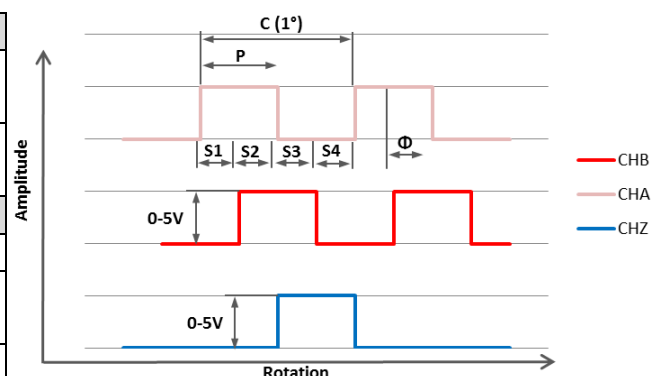 C (1°)
P
S1 S2 S3 S4 Φ
Amplitude
0-5V
0-5V
CHB
CHA
CHZ
Rotation